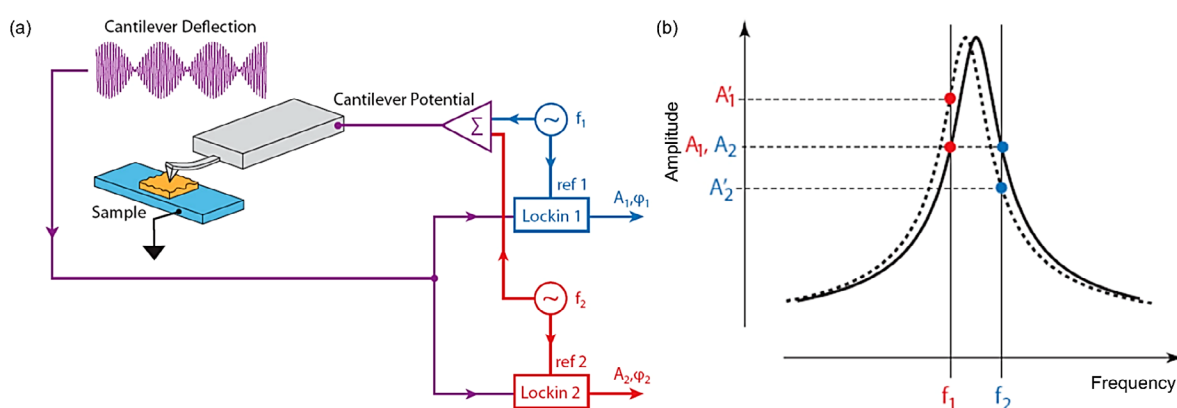 (a)
Cantilever Deflection
Cantilever Potential
Σ
~
f₁
ref 1
Sample
Lockin 1
A₁,φ₁
~
f₂
ref 2
Lockin 2
A₂,φ₂
(b)
Amplitude
A'₁
A₁, A₂
A'₂
f₁
f₂
Frequency